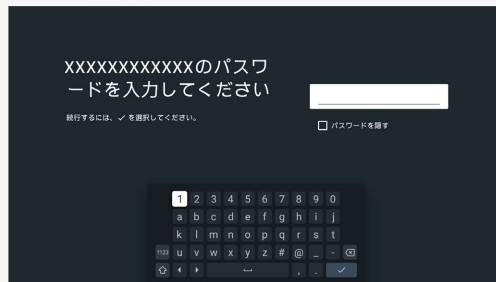 XXXXXXXXXXXXのパスワ
ードを入力してください
続行するには、✓ を選択してください。
パスワードを隠す
1 2 3 4 5 6 7 8 9 0
a b c d e f g h i j
k l m n o p q r s t
?123 u v w x y z # @ _ -
, .